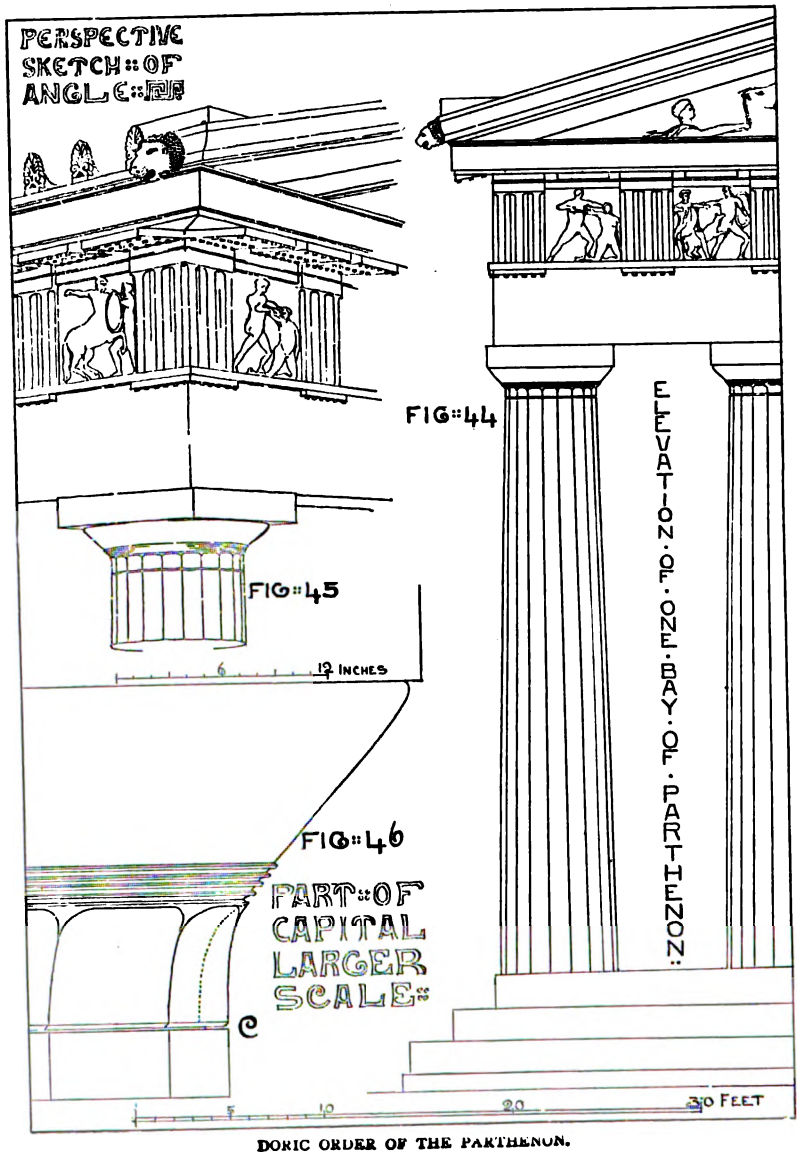 PERSPECTIVE
SKETCH::OF
ANGLE::
FIG::44
ELEVATION·OF·ONE·BAY·OF·PARTHENON::
FIG::45
6 12 INCHES
FIG::46
PART::OF
CAPITAL
LARGER
SCALE::
C
5 10 20 30 FEET
DORIC ORDER OF THE PARTHENON.